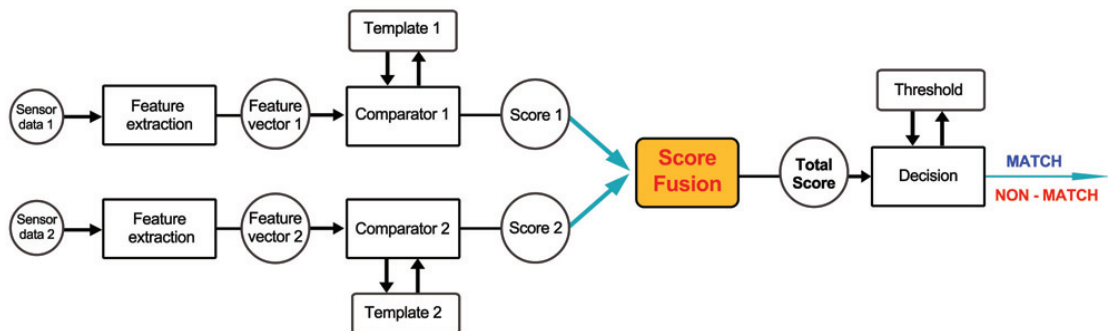 Template 1
Sensor
data 1
Feature
extraction
Feature
vector 1
Comparator 1
Score 1
Sensor
data 2
Feature
extraction
Feature
vector 2
Comparator 2
Score 2
Template 2
Score
Fusion
Total
Score
Threshold
Decision
MATCH
NON - MATCH